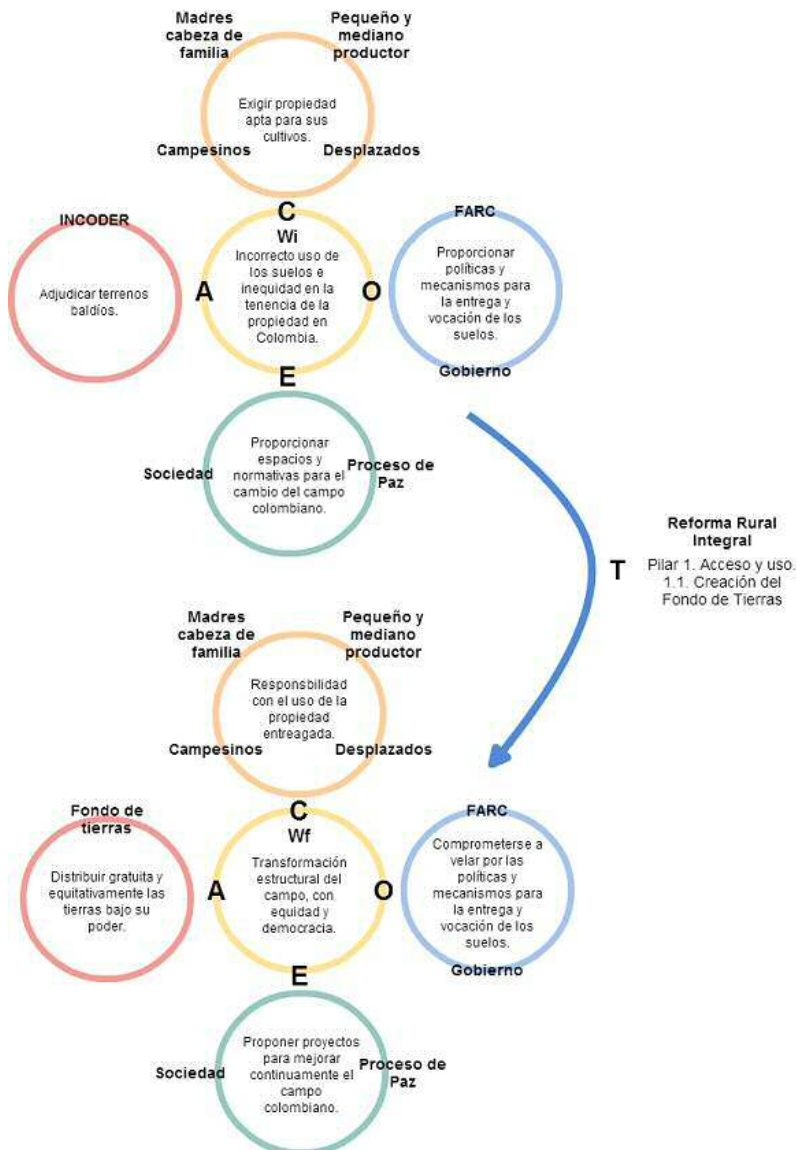 Madres
cabeza de
familia
Pequeño y
mediano
productor
Exigir propiedad
apta para sus
cultivos.
Campesinos
Desplazados
INCODER
Adjudicar terrenos
baldíos.
C
Wi
A
Incorrecto uso de
los suelos e
inequidad en la
tenencia de la
propiedad en
Colombia.
O
E
FARC
Proporcionar
políticas y
mecanismos para
la entrega y
vocación de los
suelos.
Gobierno
Sociedad
Proporcionar
espacios y
normativas para el
cambio del campo
colombiano.
Proceso de
Paz
T
Reforma Rural
Integral
Pilar 1. Acceso y uso.
1.1. Creación del
Fondo de Tierras
Madres
cabeza de
familia
Pequeño y
mediano
productor
Responsbilidad
con el uso de la
propiedad
entreagada.
Campesinos
Desplazados
Fondo de
tierras
Distribuir gratuita y
equitativamente las
tierras bajo su
poder.
C
Wf
A
Transformación
estructural del
campo, con
equidad y
democracia.
O
E
FARC
Comprometerse a
velar por las
políticas y
mecanismos para
la entrega y
vocación de los
suelos.
Gobierno
Sociedad
Proponer proyectos
para mejorar
continuamente el
campo
colombiano.
Proceso de
Paz